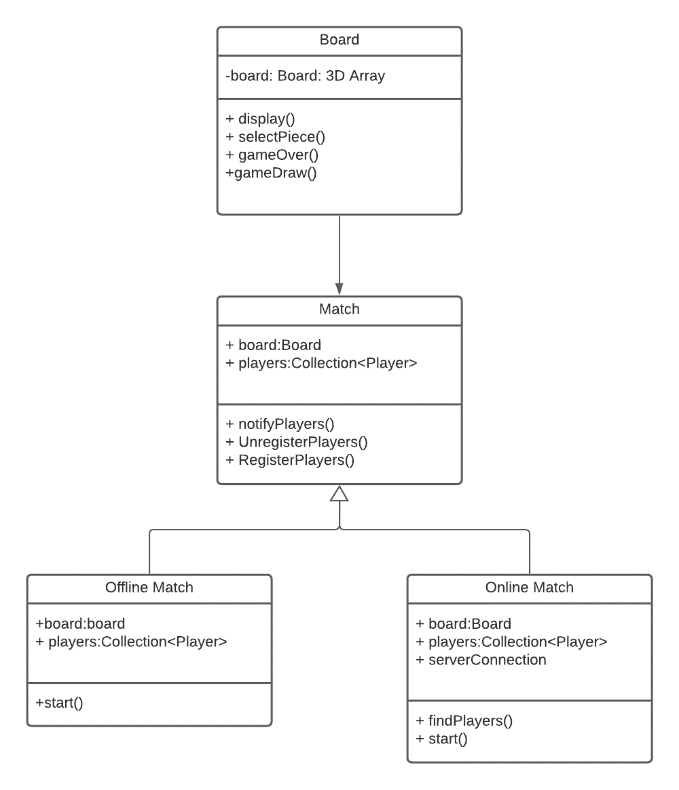 Board
-board: Board: 3D Array
+ display()
+ selectPiece()
+ gameOver()
+gameDraw()
Match
+ board:Board
+ players:Collection<Player>
+ notifyPlayers()
+ UnregisterPlayers()
+ RegisterPlayers()
Offline Match
+board:board
+ players:Collection<Player>
+start()
Online Match
+ board:Board
+ players:Collection<Player>
+ serverConnection
+ findPlayers()
+ start()